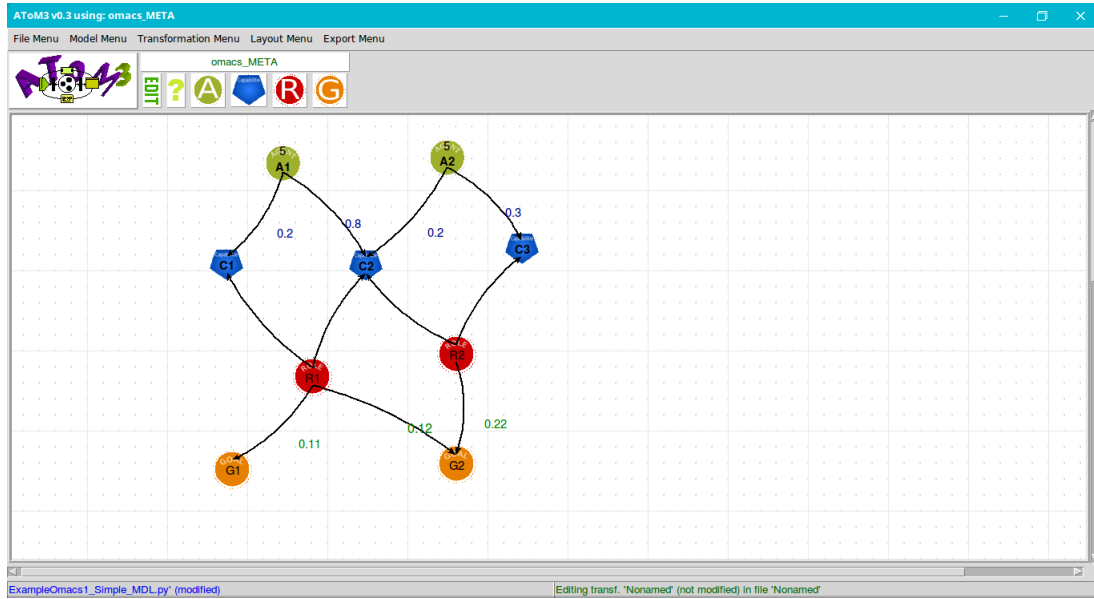 AToM3 v0.3 using: omacs_META
File Menu Model Menu Transformation Menu Layout Menu Export Menu
omacs_META
ATOM3
EDIT ? A Capabilitie R G
5 5
A1 A2
0.2 0.8 0.2 0.3
C1 C2 C3
R1 R2
0.11 0.12 0.22
G1 G2
ExampleOmacs1_Simple_MDL.py' (modified) Editing transf. 'Nonamed' (not modified) in file 'Nonamed'